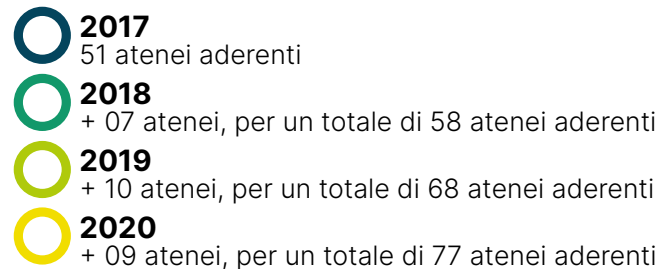 2017
51 atenei aderenti
2018
+ 07 atenei, per un totale di 58 atenei aderenti
2019
+ 10 atenei, per un totale di 68 atenei aderenti
2020
+ 09 atenei, per un totale di 77 atenei aderenti